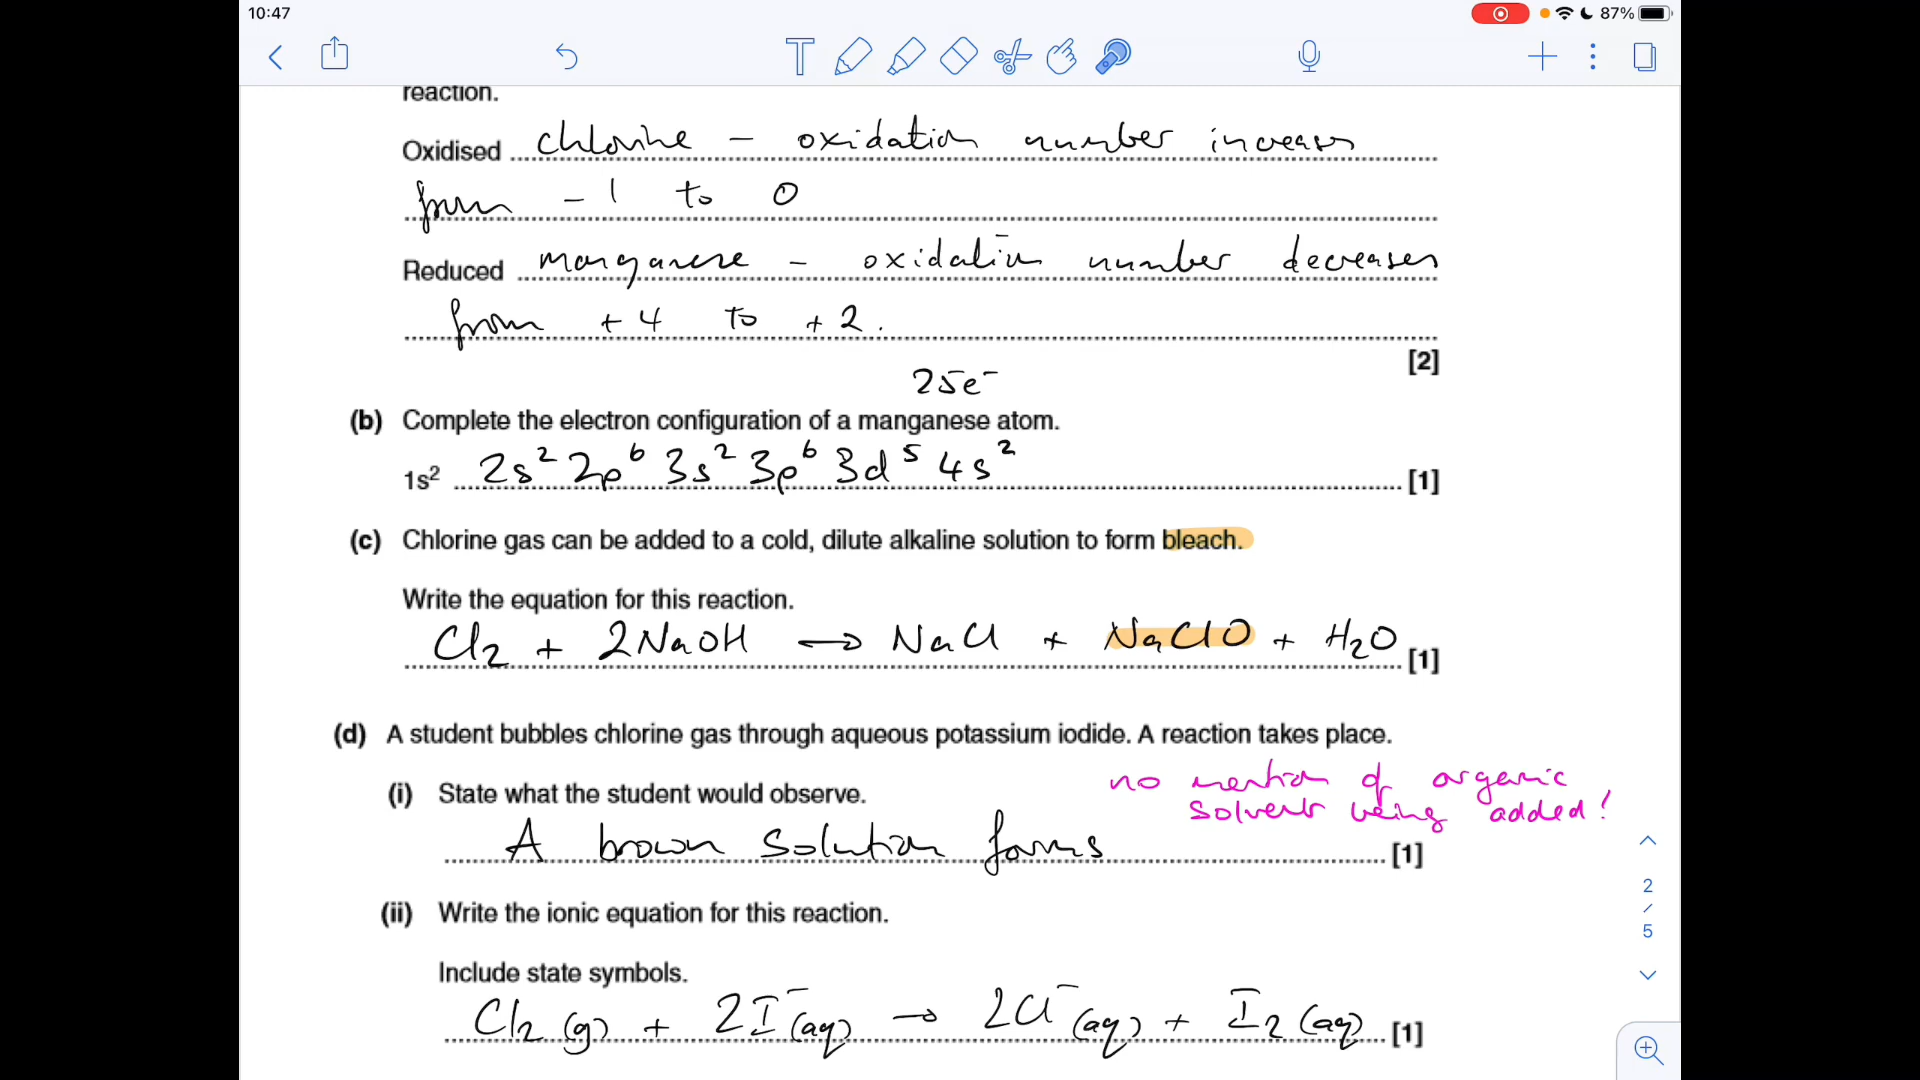 10:47
87%
T
reaction.
Oxidised chlorine - oxidation number increases
from -1 to 0
Reduced manganese - oxidation number decreases
from +4 to +2.
[2]
25e⁻
(b) Complete the electron configuration of a manganese atom.
1s² 2s² 2p⁶ 3s² 3p⁶ 3d⁵ 4s² [1]
(c) Chlorine gas can be added to a cold, dilute alkaline solution to form bleach.
Write the equation for this reaction.
Cl₂ + 2NaOH → NaCl + NaClO + H₂O [1]
(d) A student bubbles chlorine gas through aqueous potassium iodide. A reaction takes place.
no mention of organic
(i) State what the student would observe.
solvent being added!
A brown solution forms [1]
(ii) Write the ionic equation for this reaction.
Include state symbols.
Cl₂(g) + 2I⁻(aq) → 2Cl⁻(aq) + I₂(aq) [1]
2
/
5